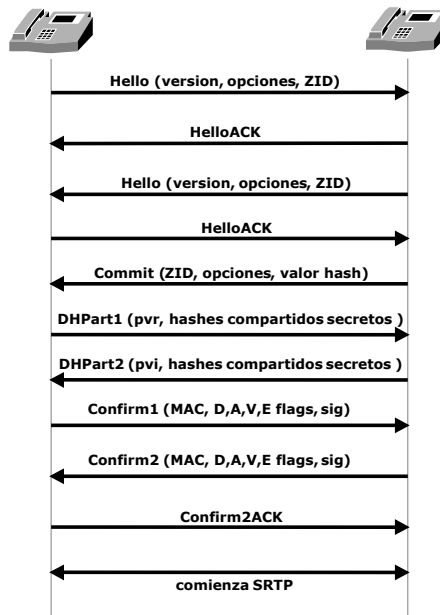 Hello (version, opciones, ZID)
HelloACK
Hello (version, opciones, ZID)
HelloACK
Commit (ZID, opciones, valor hash)
DHPart1 (pvr, hashes compartidos secretos )
DHPart2 (pvi, hashes compartidos secretos )
Confirm1 (MAC, D,A,V,E flags, sig)
Confirm2 (MAC, D,A,V,E flags, sig)
Confirm2ACK
comienza SRTP